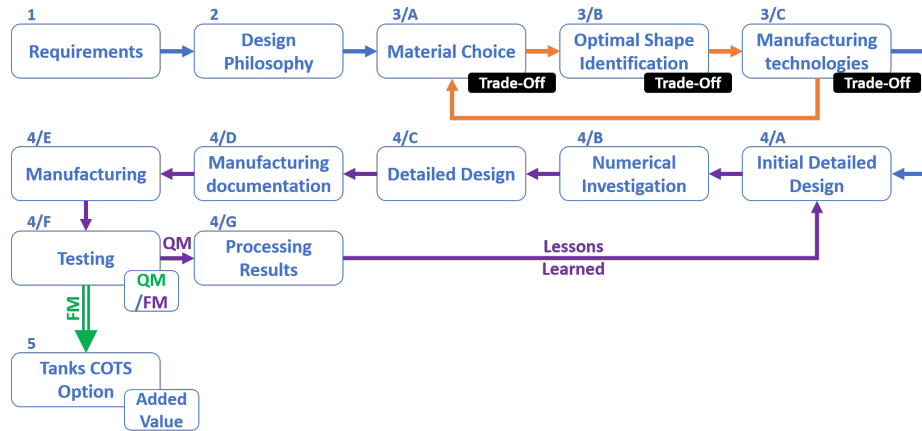 1
Requirements
2
Design
Philosophy
3/A
Material Choice
Trade-Off
3/B
Optimal Shape
Identification
Trade-Off
3/C
Manufacturing
technologies
Trade-Off
4/E
Manufacturing
4/D
Manufacturing
documentation
4/C
Detailed Design
4/B
Numerical
Investigation
4/A
Initial Detailed
Design
4/F
Testing
QM
/FM
QM
4/G
Processing
Results
Lessons
Learned
FM
5
Tanks COTS
Option
Added
Value